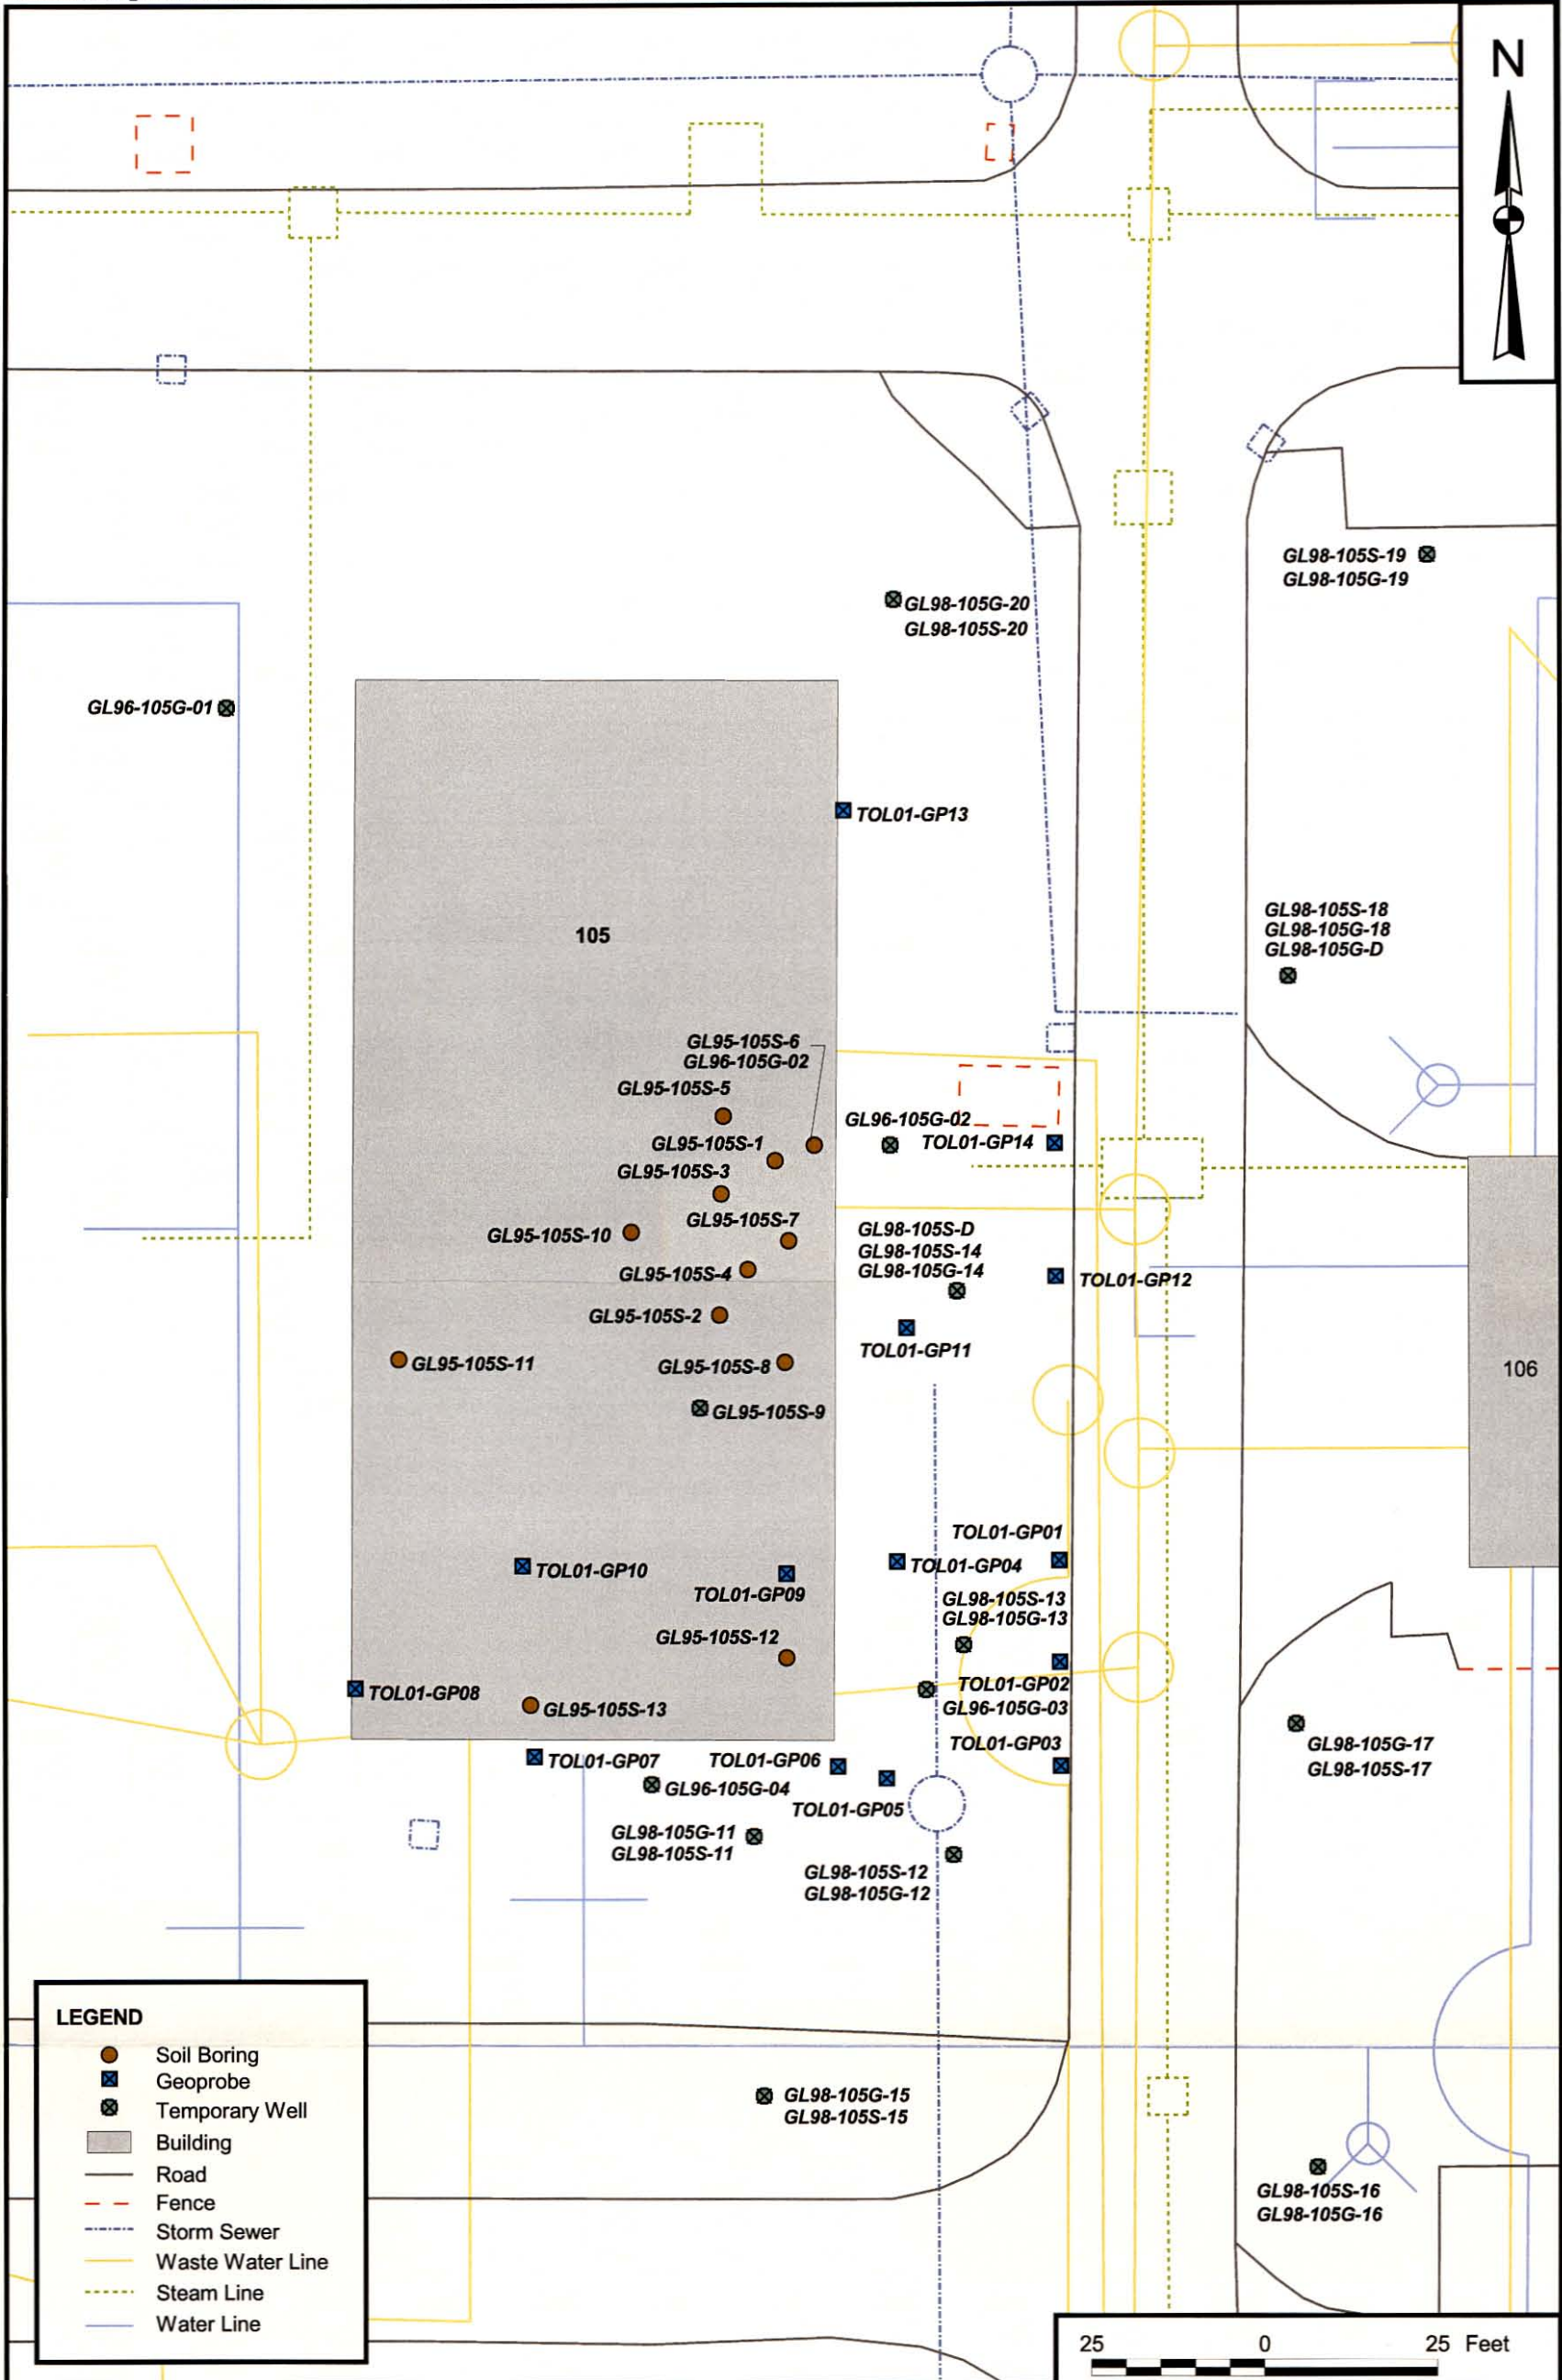 N
GL98-105S-19
GL98-105G-19
GL98-105G-20
GL98-105S-20
GL96-105G-01
TOL01-GP13
105
GL98-105S-18
GL98-105G-18
GL98-105G-D
GL95-105S-6
GL96-105G-02
GL95-105S-5
GL96-105G-02
GL95-105S-1
TOL01-GP14
GL95-105S-3
GL95-105S-7
GL95-105S-10
GL98-105S-D
GL98-105S-14
GL98-105G-14
GL95-105S-4
TOL01-GP12
GL95-105S-2
TOL01-GP11
GL95-105S-11
GL95-105S-8
106
GL95-105S-9
TOL01-GP01
TOL01-GP10
TOL01-GP04
TOL01-GP09
GL98-105S-13
GL98-105G-13
GL95-105S-12
TOL01-GP08
TOL01-GP02
GL95-105S-13
GL96-105G-03
TOL01-GP03
GL98-105G-17
GL98-105S-17
TOL01-GP07
TOL01-GP06
GL96-105G-04
TOL01-GP05
GL98-105G-11
GL98-105S-11
GL98-105S-12
GL98-105G-12
LEGEND
Soil Boring
Geoprobe
Temporary Well
Building
Road
Fence
Storm Sewer
Waste Water Line
Steam Line
Water Line
GL98-105G-15
GL98-105S-15
GL98-105S-16
GL98-105G-16
25 0 25 Feet